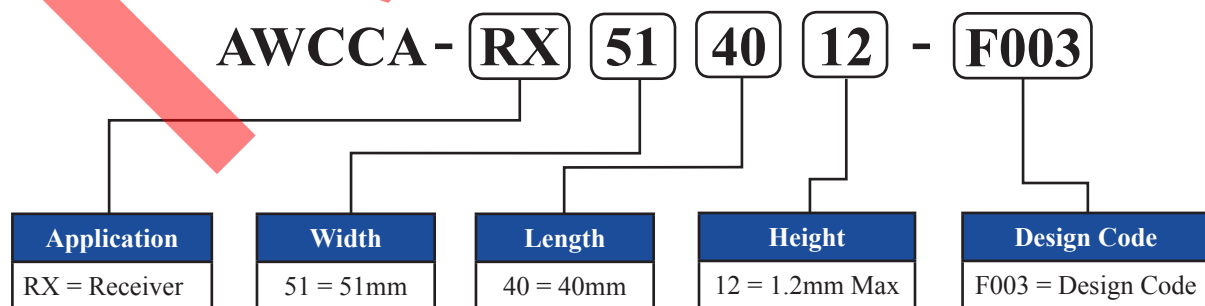 AWCCA - RX 51 40 12 - F003
Application Width Length Height Design Code
RX = Receiver 51 = 51mm 40 = 40mm 12 = 1.2mm Max F003 = Design Code